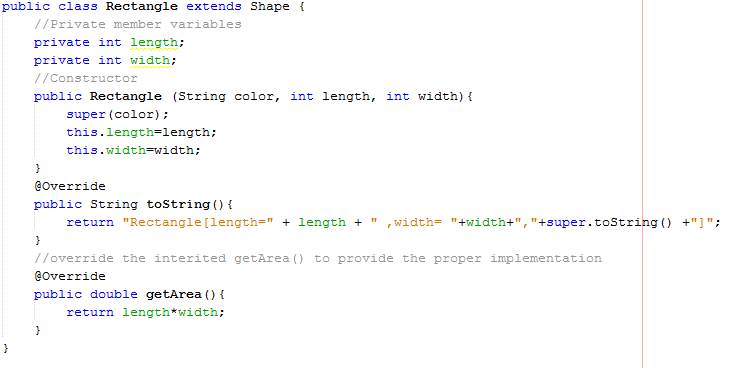 public class Rectangle extends Shape {
//Private member variables
private int length;
private int width;
//Constructor
public Rectangle (String color, int length, int width){
super(color);
this.length=length;
this.width=width;
}
@Override
public String toString(){
return "Rectangle[length=" + length + " ,width= "+width+","+super.toString() +"]";
}
//override the interited getArea() to provide the proper implementation
@Override
public double getArea(){
return length*width;
}
}